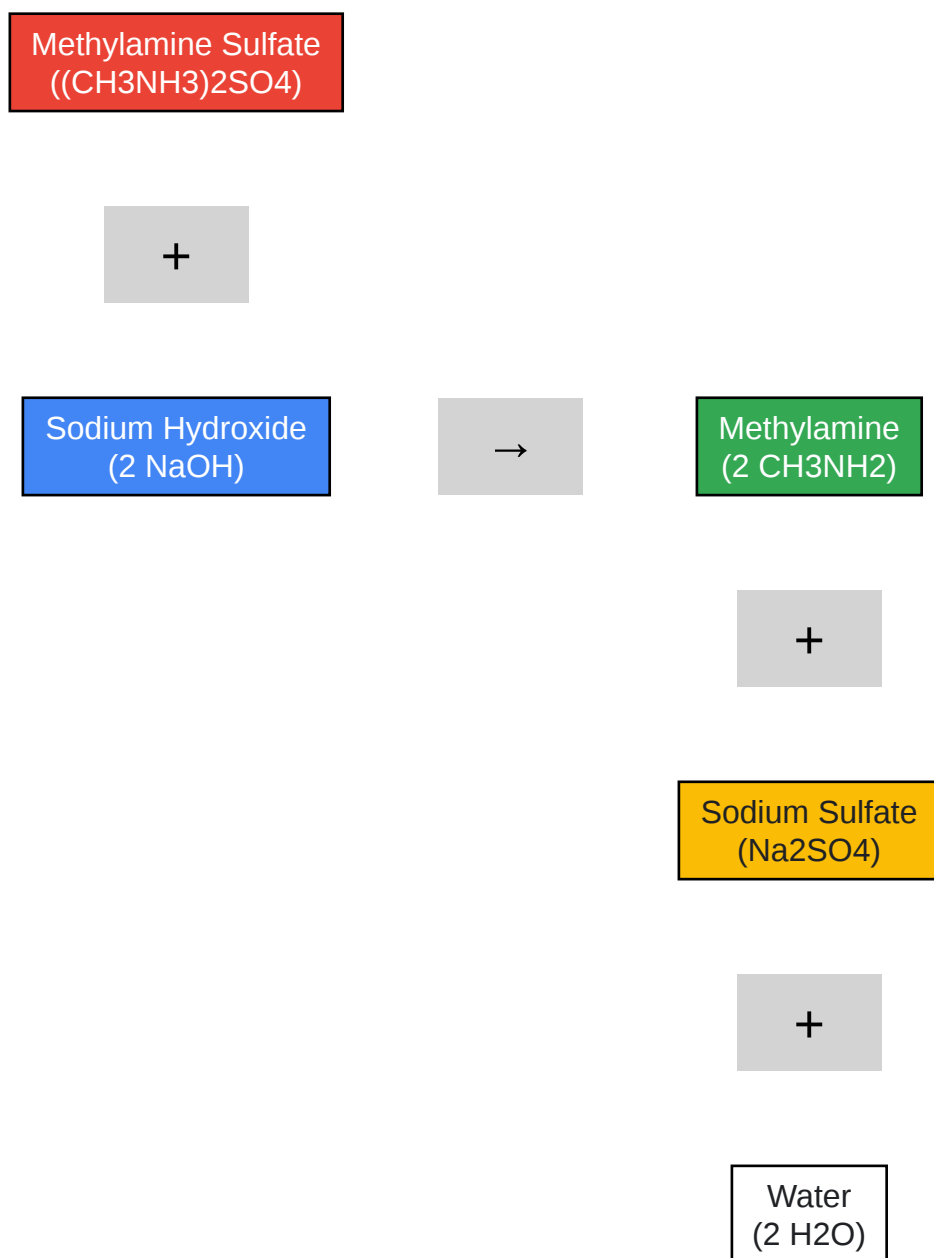 Methylamine Sulfate
((CH3NH3)2SO4)
+
Sodium Hydroxide
(2 NaOH)
→
Methylamine
(2 CH3NH2)
+
Sodium Sulfate
(Na2SO4)
+
Water
(2 H2O)